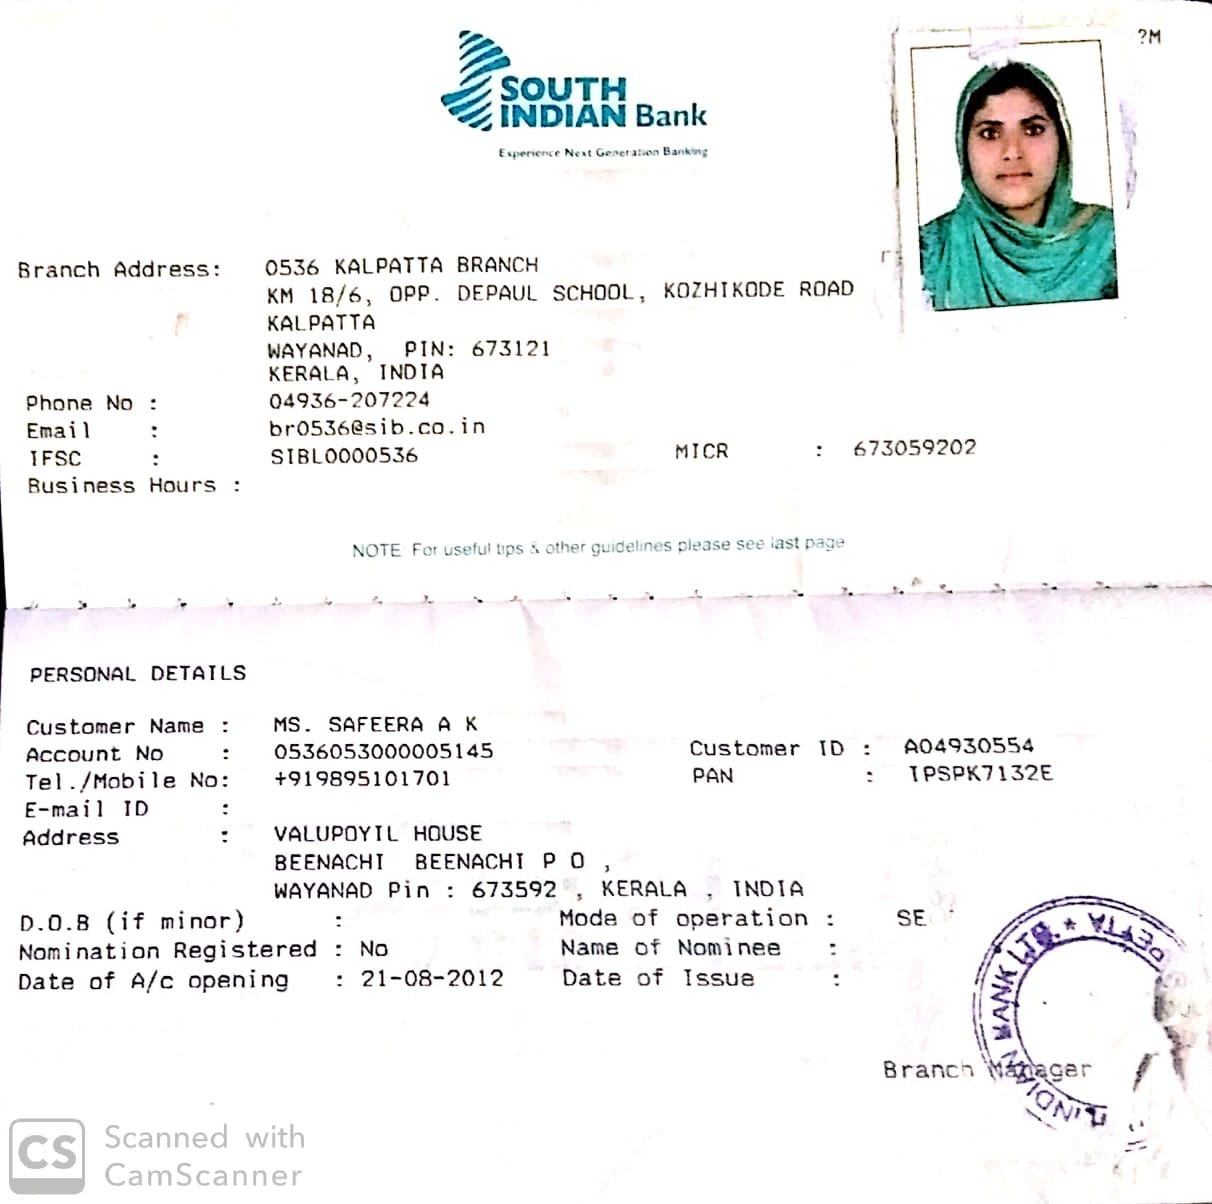 SOUTH
INDIAN Bank
Experience Next Generation Banking
?M
Branch Address: 0536 KALPATTA BRANCH
KM 18/6, OPP. DEPAUL SCHOOL, KOZHIKODE ROAD
KALPATTA
WAYANAD, PIN: 673121
KERALA, INDIA
Phone No : 04936-207224
Email : br0536@sib.co.in
IFSC : SIBL0000536 MICR : 673059202
Business Hours :
NOTE For useful tips & other guidelines please see last page
PERSONAL DETAILS
Customer Name : MS. SAFEERA A K
Account No : 0536053000005145 Customer ID : A04930554
Tel./Mobile No: +919895101701 PAN : IPSPK7132E
E-mail ID :
Address : VALUPOYIL HOUSE
BEENACHI BEENACHI P O ,
WAYANAD Pin : 673592 , KERALA , INDIA
D.O.B (if minor) : Mode of operation : SE
Nomination Registered : No Name of Nominee :
Date of A/c opening : 21-08-2012 Date of Issue :
INDIAN BANK LTD. *
Branch Manager
CS Scanned with
CamScanner